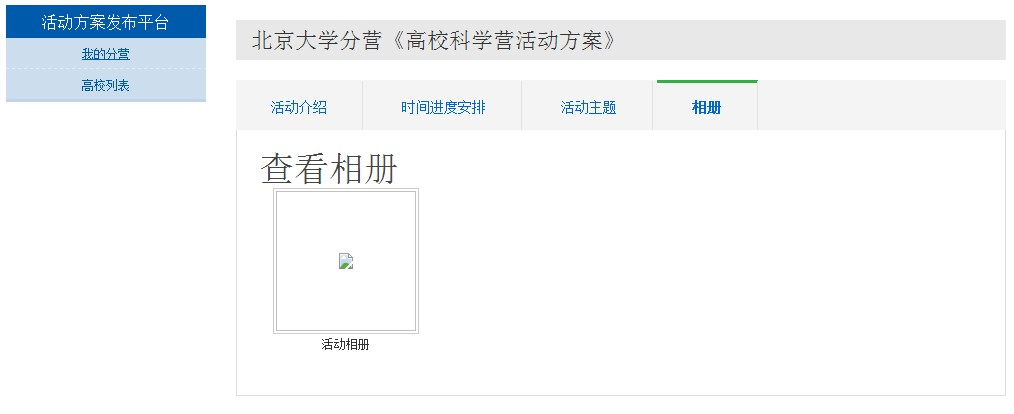 活动方案发布平台
我的分营
高校列表
北京大学分营《高校科学营活动方案》
活动介绍
时间进度安排
活动主题
相册
查看相册
活动相册